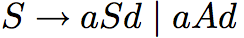 S → aSd | aAd